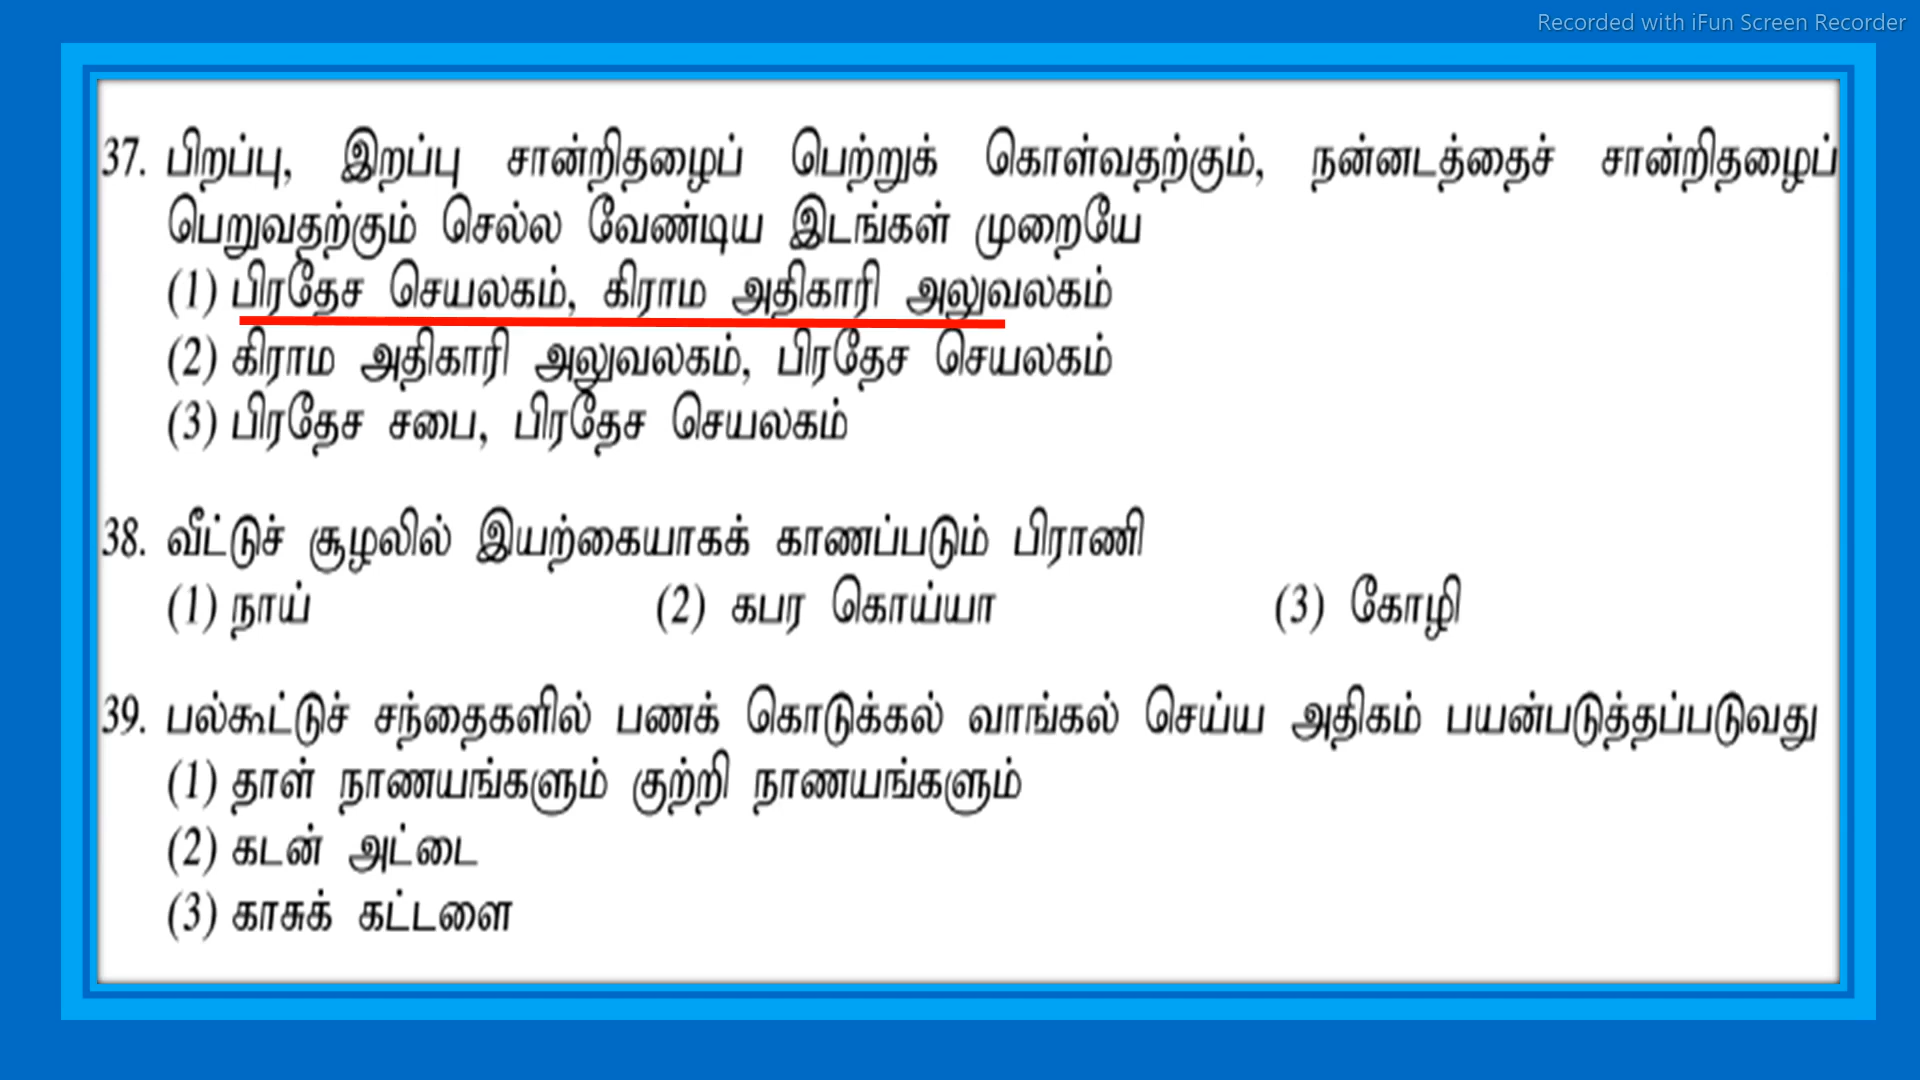 Recorded with iFun Screen Recorder
37. பிறப்பு, இறப்பு சான்றிதழைப் பெற்றுக் கொள்வதற்கும், நன்னடத்தைச் சான்றிதழைப்
பெறுவதற்கும் செல்ல வேண்டிய இடங்கள் முறையே
(1) பிரதேச செயலகம், கிராம அதிகாரி அலுவலகம்
(2) கிராம அதிகாரி அலுவலகம், பிரதேச செயலகம்
(3) பிரதேச சபை, பிரதேச செயலகம்
38. வீட்டுச் சூழலில் இயற்கையாகக் காணப்படும் பிராணி
(1) நாய் (2) கபர கொய்யா (3) கோழி
39. பல்கூட்டுச் சந்தைகளில் பணக் கொடுக்கல் வாங்கல் செய்ய அதிகம் பயன்படுத்தப்படுவது
(1) தாள் நாணயங்களும் குற்றி நாணயங்களும்
(2) கடன் அட்டை
(3) காசுக் கட்டளை